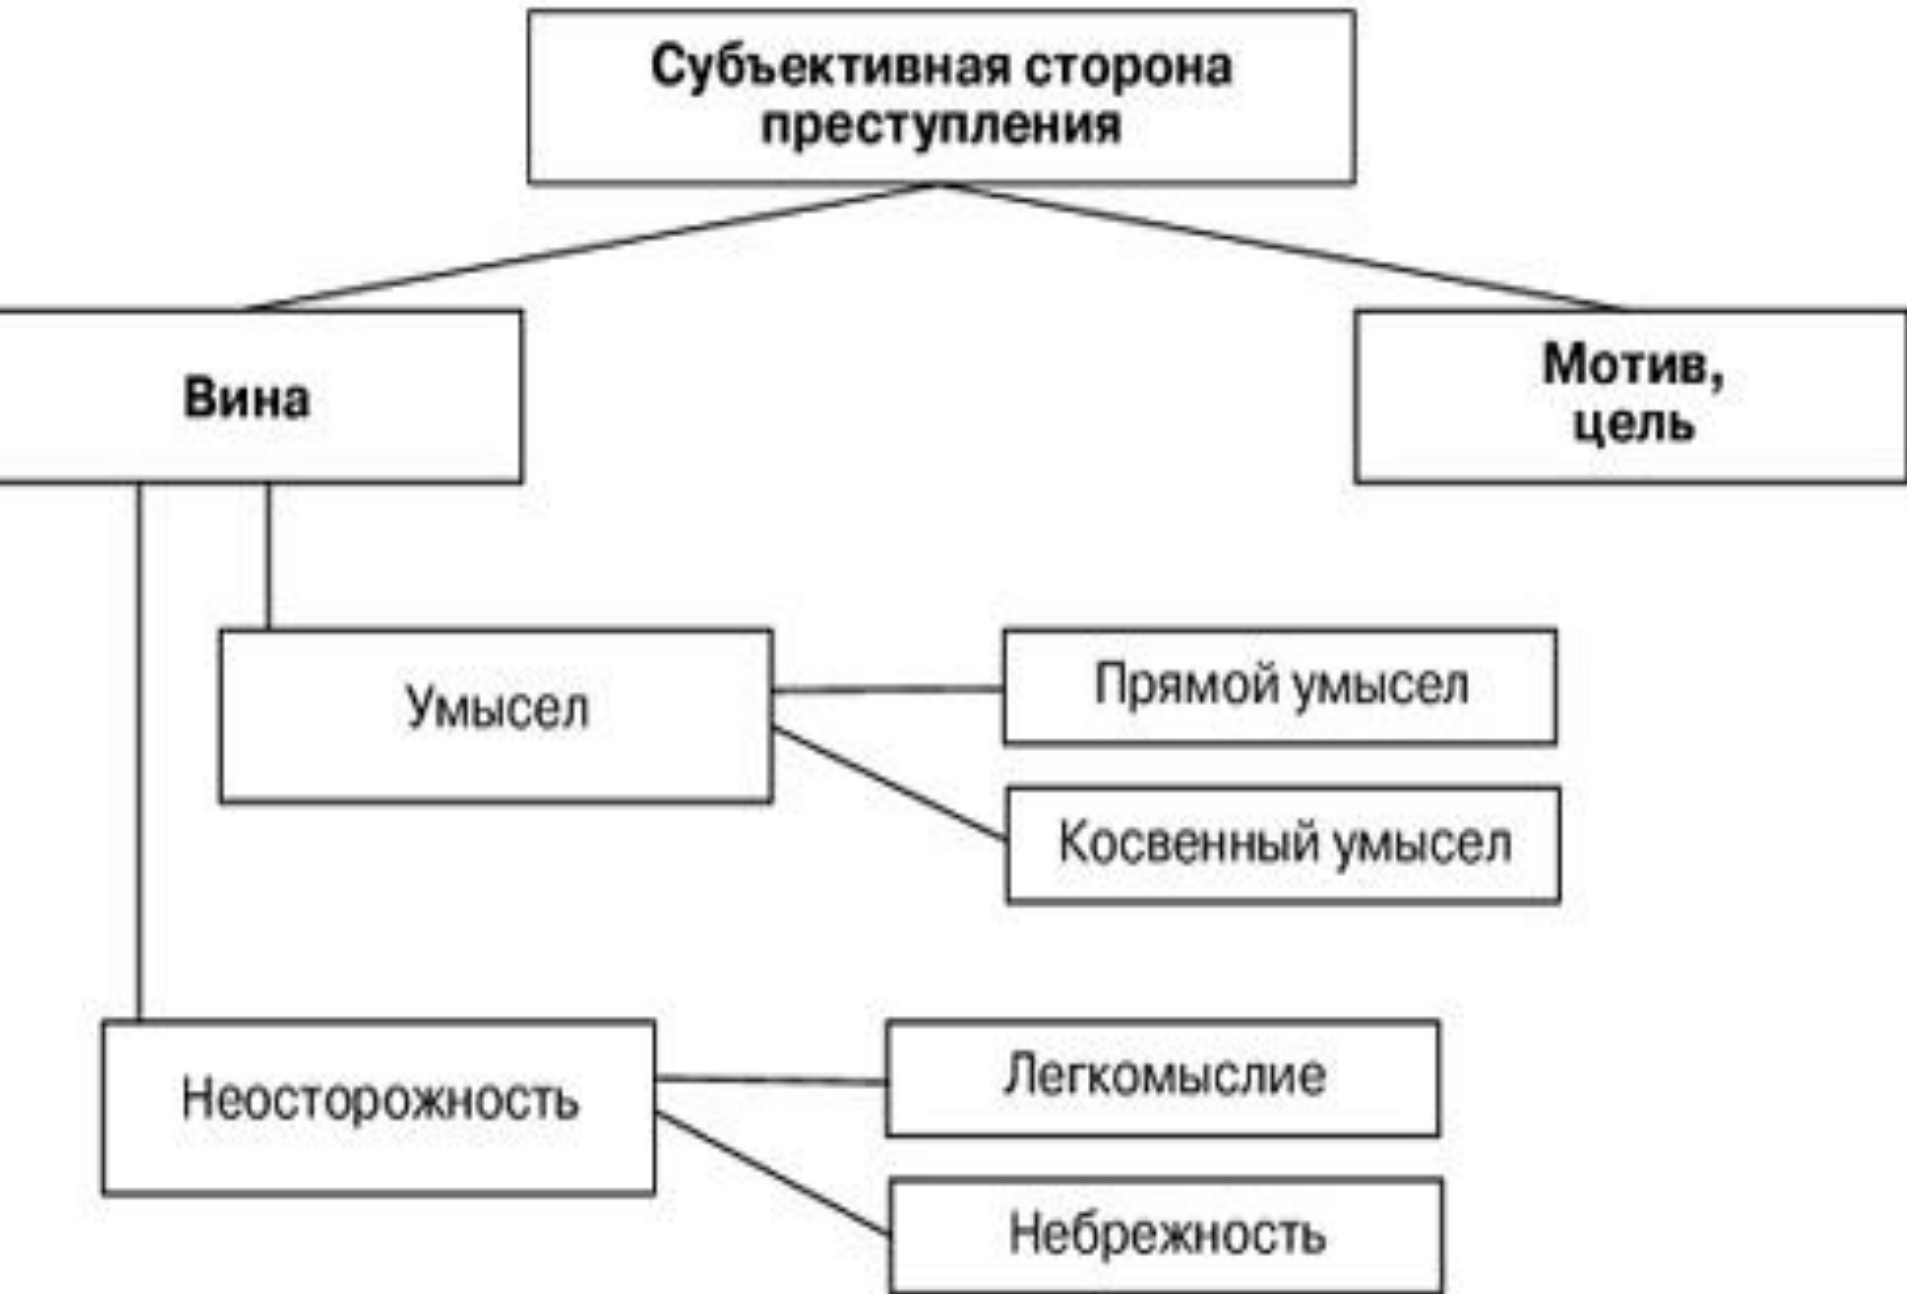 Субъективная сторона
преступления
Вина
Мотив,
цель
Умысел
Прямой умысел
Косвенный умысел
Неосторожность
Легкомыслие
Небрежность